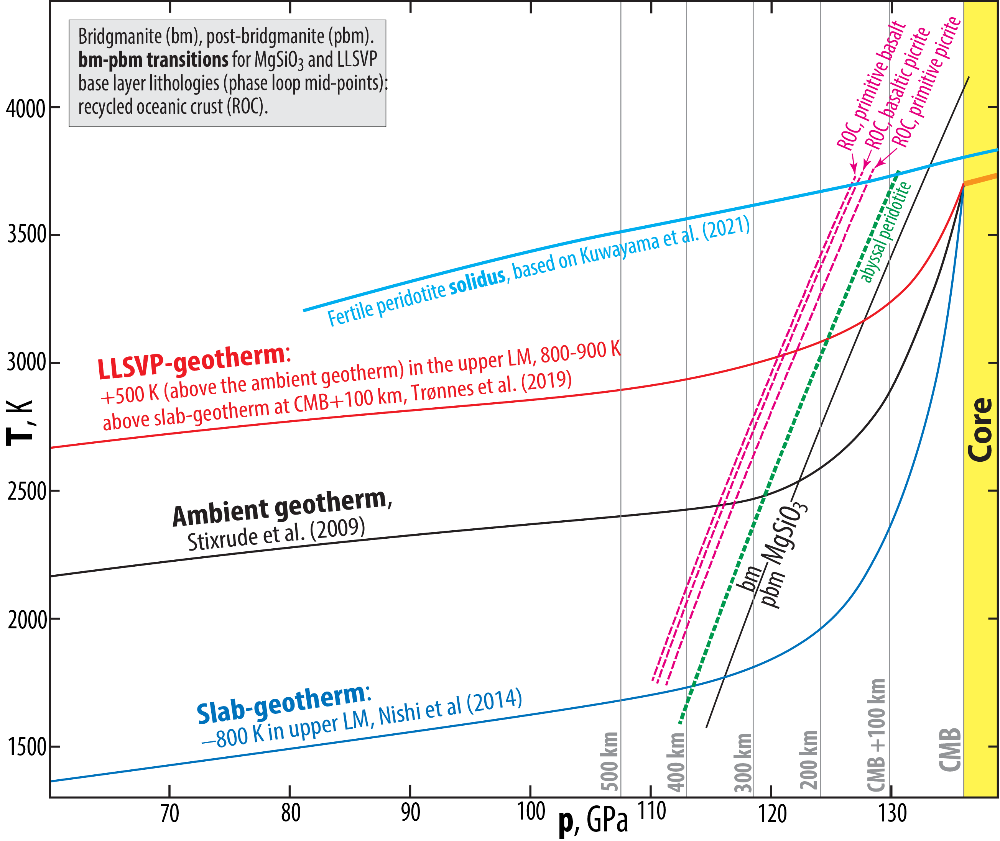 Bridgmanite (bm), post-bridgmanite (pbm).
bm-pbm transitions for MgSiO₃ and LLSVP
base layer lithologies (phase loop mid-points):
recycled oceanic crust (ROC).
ROC, primitive basalt
ROC, basaltic picrite
ROC, primitive picrite
abyssal peridotite
Fertile peridotite solidus, based on Kuwayama et al. (2021)
LLSVP-geotherm:
+500 K (above the ambient geotherm) in the upper LM, 800-900 K
above slab-geotherm at CMB+100 km, Trønnes et al. (2019)
Ambient geotherm,
Stixrude et al. (2009)
bm
pbm
MgSiO₃
Slab-geotherm:
–800 K in upper LM, Nishi et al (2014)
500 km
400 km
300 km
200 km
CMB +100 km
CMB
Core
T, K
4000
3500
3000
2500
2000
1500
70
80
90
100
110
120
130
p, GPa